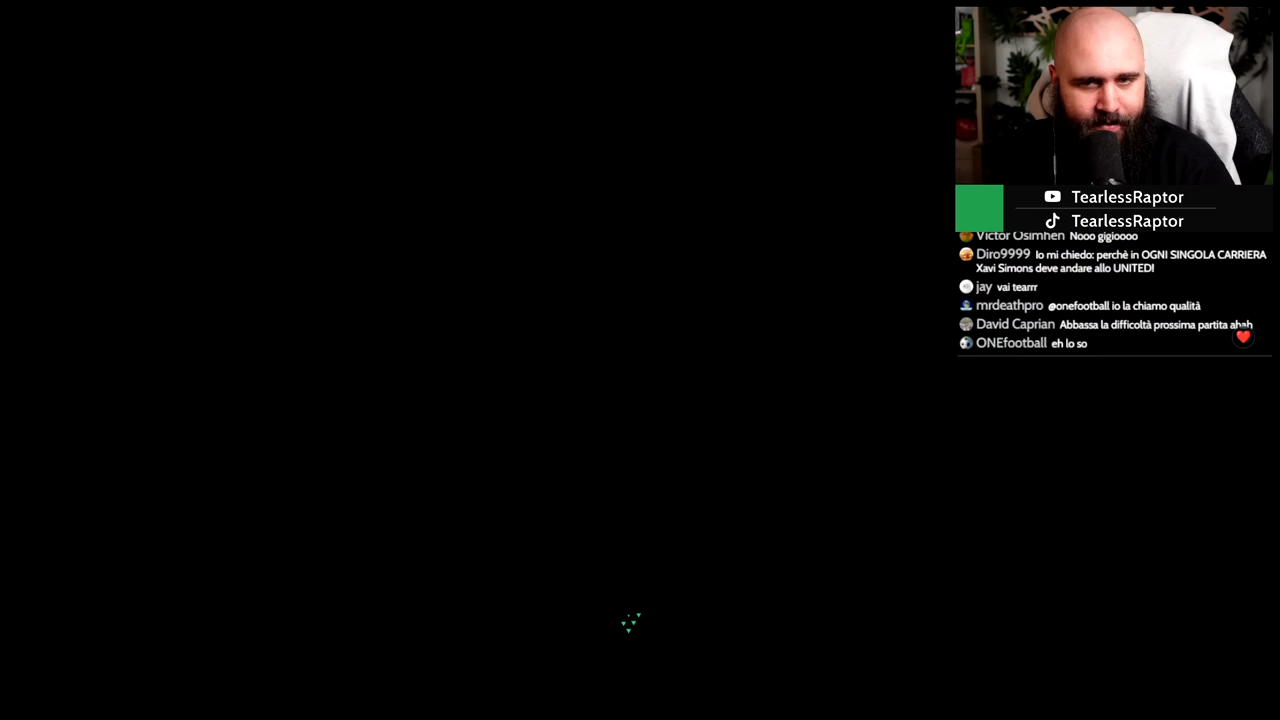 TearlessRaptor
TearlessRaptor
Victor Osimhen Nooo gigioooo
Diro9999 Io mi chiedo: perchè in OGNI SINGOLA CARRIERA
Xavi Simons deve andare allo UNITED!
jay vai tearrr
mrdeathpro @onefootball io la chiamo qualità
David Caprian Abbassa la difficoltà prossima partita ahah
ONEfootball eh lo so